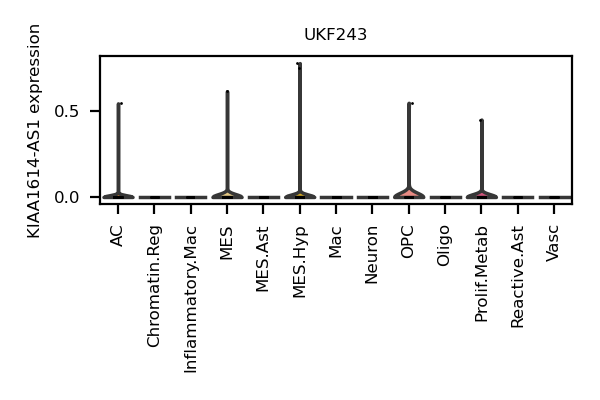 UKF243
KIAA1614-AS1 expression
0.5
0.0
AC
Chromatin.Reg
Inflammatory.Mac
MES
MES.Ast
MES.Hyp
Mac
Neuron
OPC
Oligo
Prolif.Metab
Reactive.Ast
Vasc